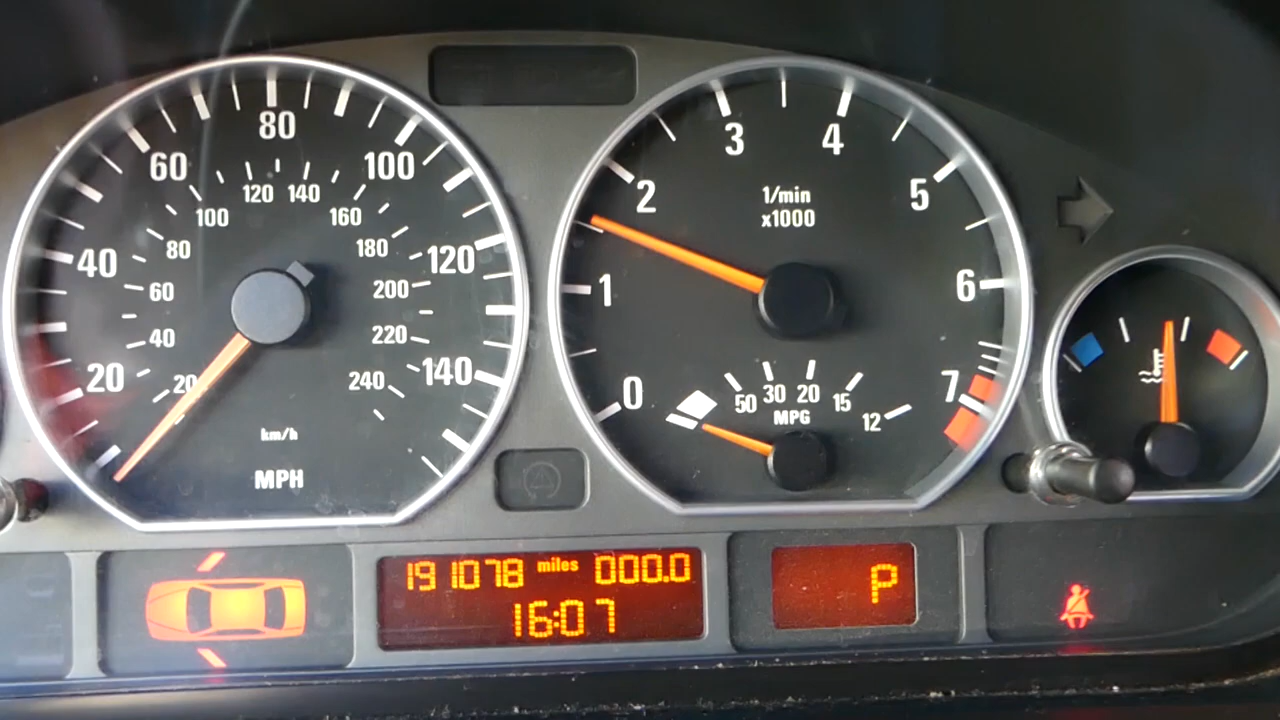 20 40 60 80 100 120 140
20 40 60 80 100 120 140 160 180 200 220 240
km/h
MPH
0 1 2 3 4 5 6 7
1/min
x1000
50 30 20 15 12
MPG
191078 miles 000.0
16:07
P